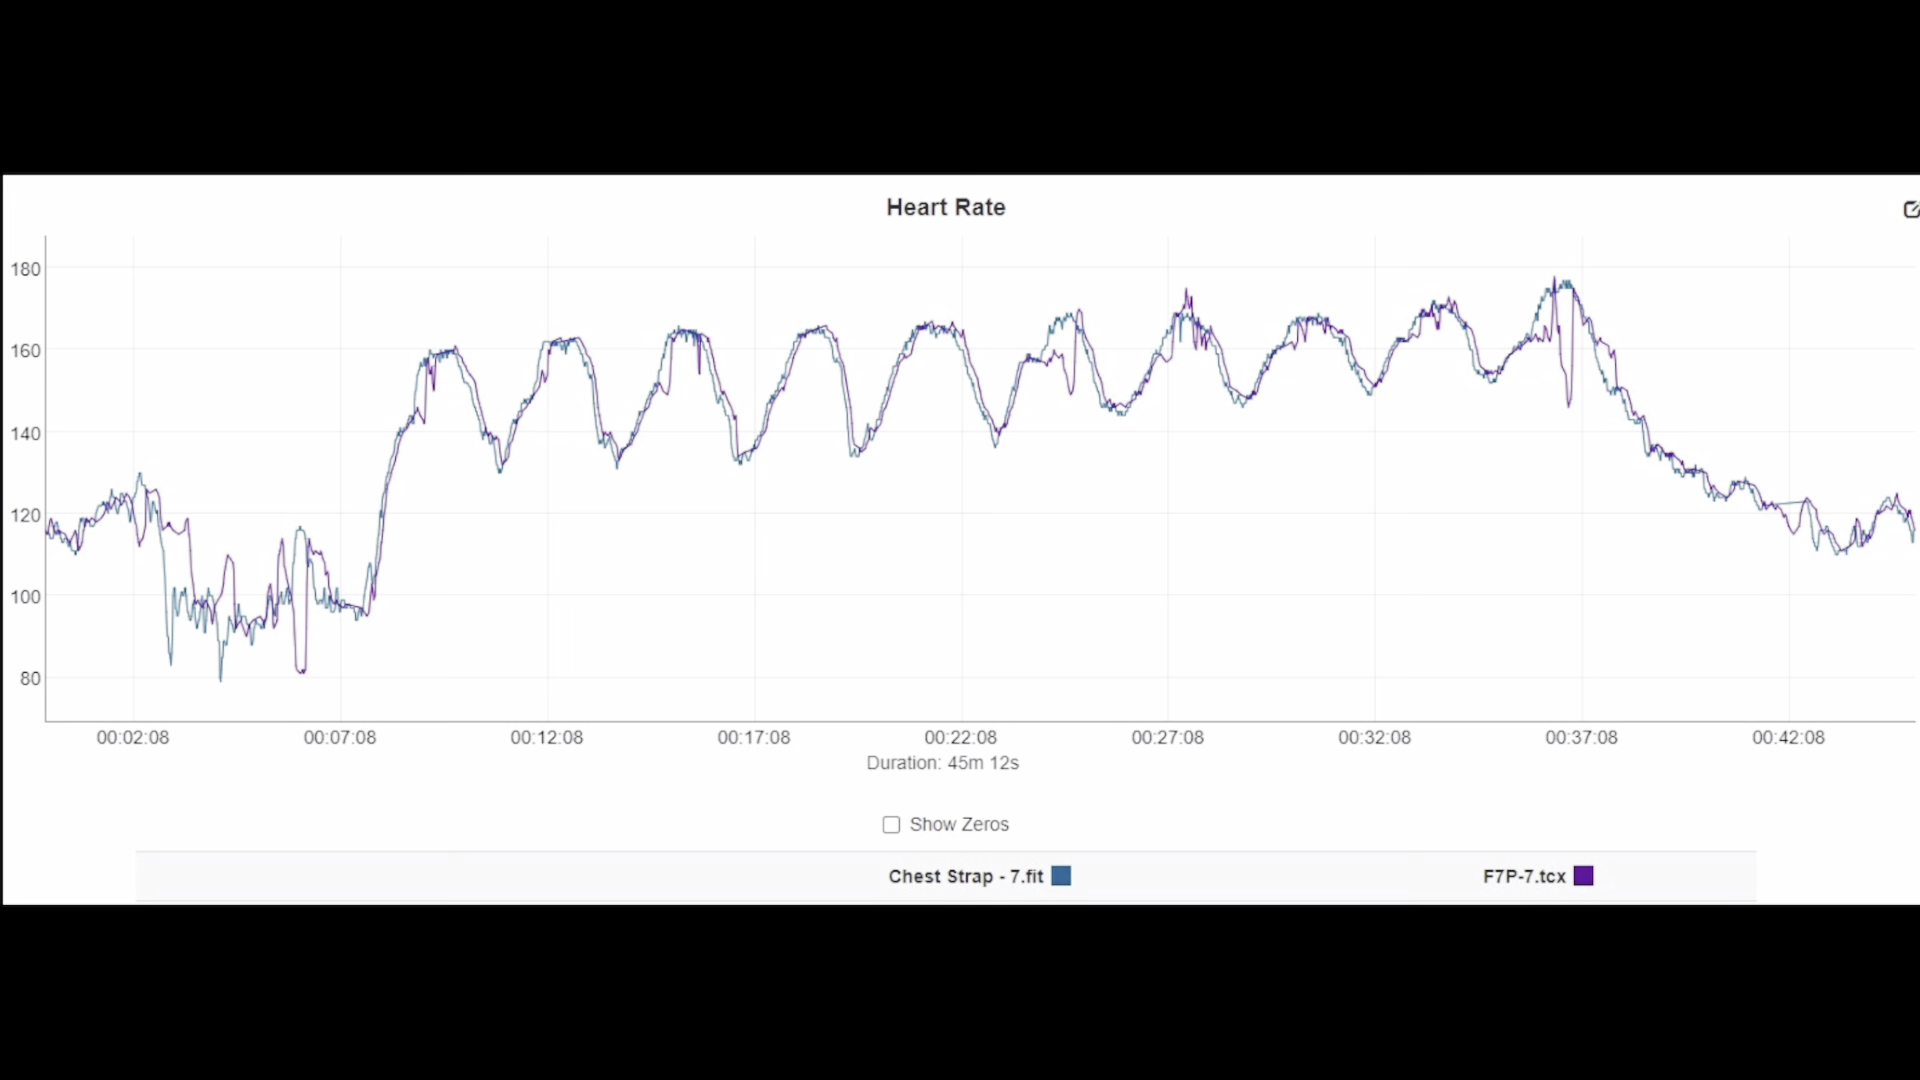 Heart Rate
180
160
140
120
100
80
00:02:08 00:07:08 00:12:08 00:17:08 00:22:08 00:27:08 00:32:08 00:37:08 00:42:08
Duration: 45m 12s
Show Zeros
Chest Strap - 7.fit F7P-7.tcx